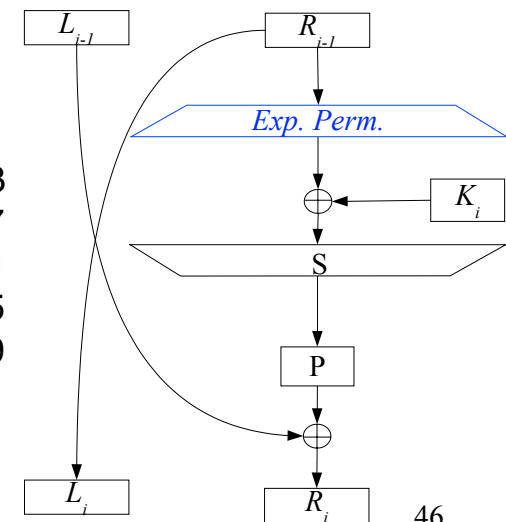 L_{i-1} R_{i-1}
Exp. Perm.
K_i
S
P
L_i R_i
46